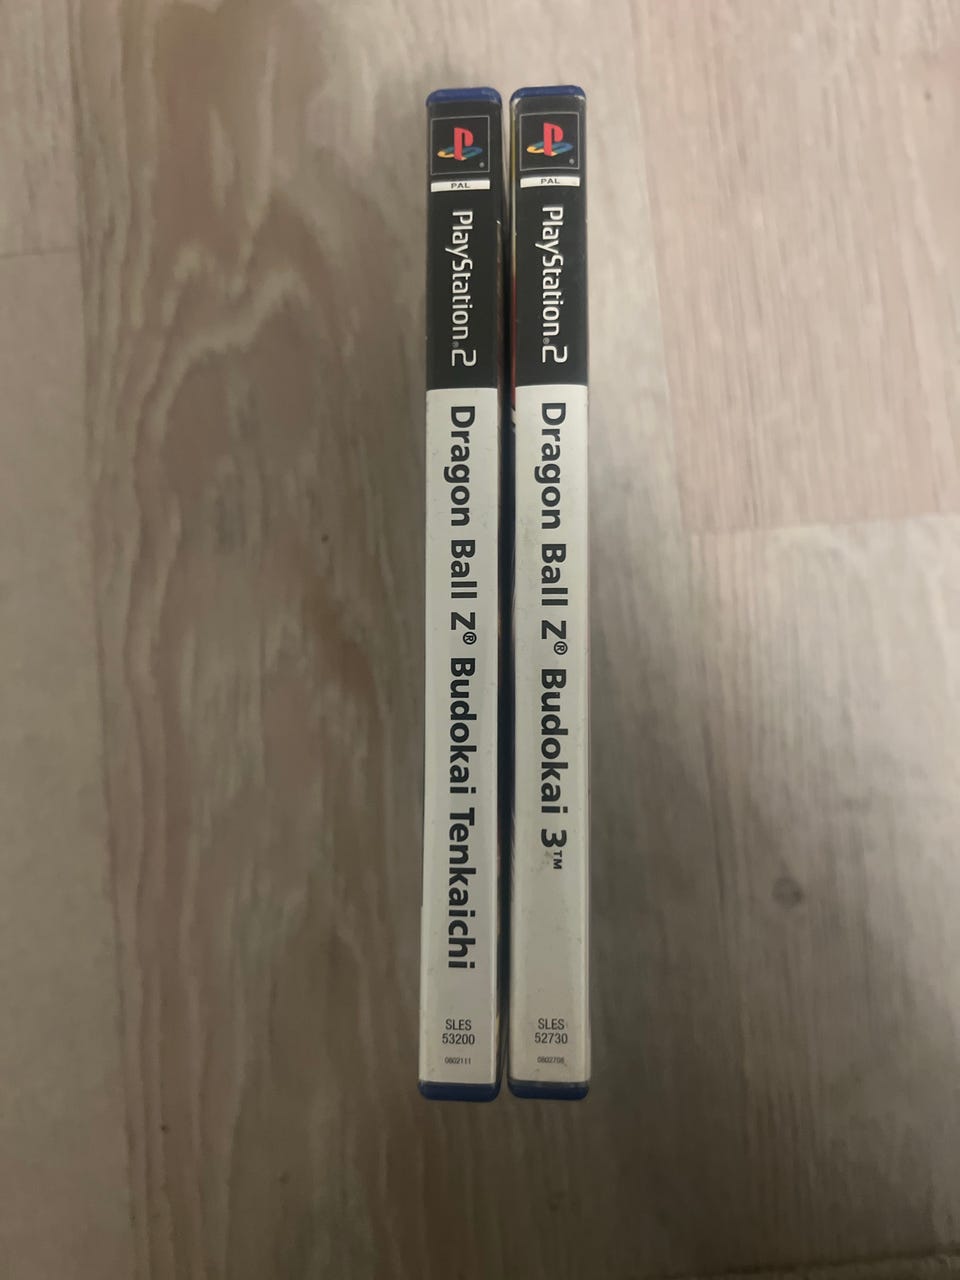 PAL
PlayStation®2
Dragon Ball Z® Budokai Tenkaichi
SLES
53200
0802111
PAL
PlayStation®2
Dragon Ball Z® Budokai 3™
SLES
52730
0802708